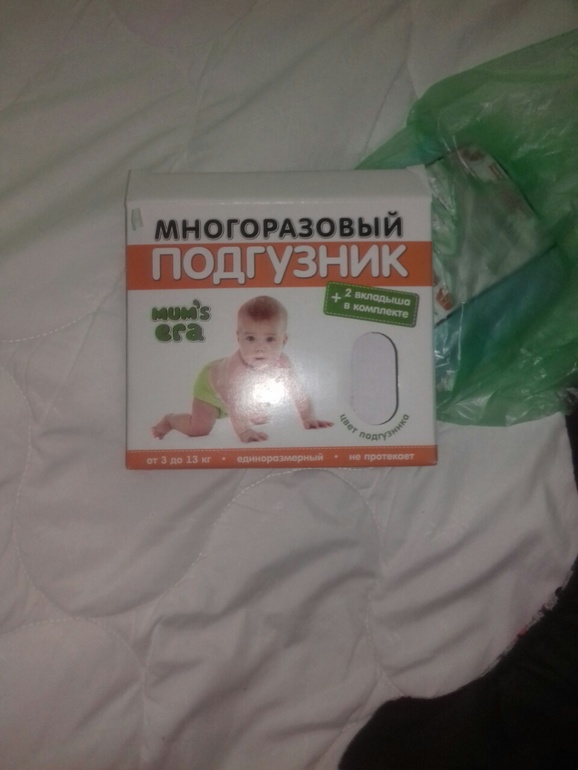 МНОГОРАЗОВЫЙ
ПОДГУЗНИК
+ 2 вкладыша
в комплекте
mum's
era
цвет подгузника
от 3 до 13 кг • единоразмерный • не протекает